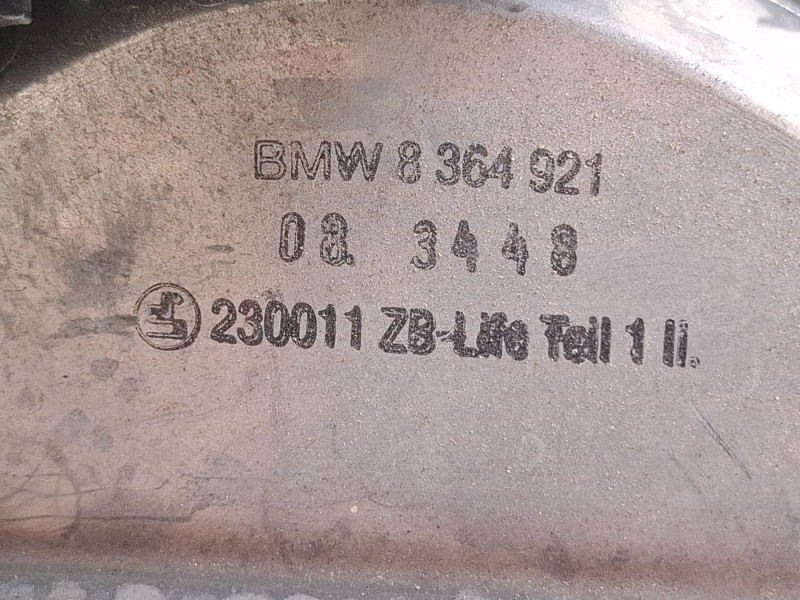 BMW 8 364 921
08. 3448
230011 ZB-Life Teil 1 li.